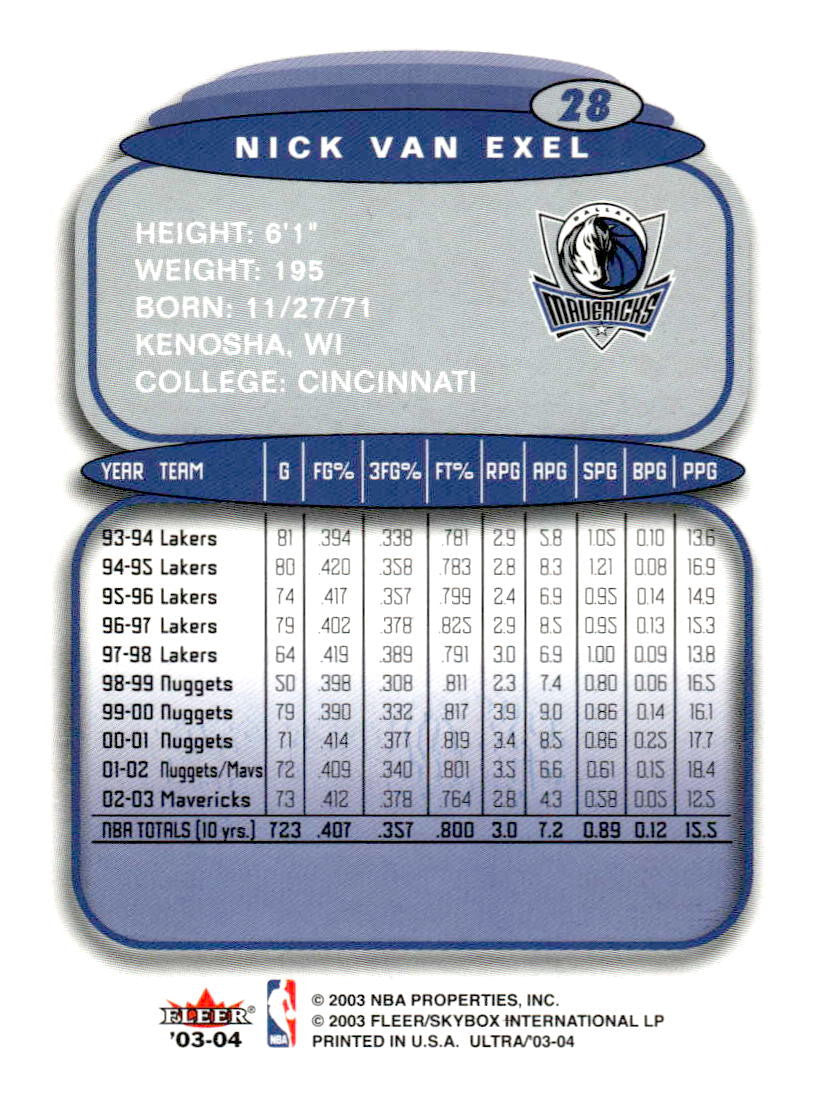 28
NICK VAN EXEL
HEIGHT: 6'1"
WEIGHT: 195
BORN: 11/27/71
KENOSHA, WI
COLLEGE: CINCINNATI
DALLAS
MAVERICKS
YEAR TEAM G FG% 3FG% FT% RPG APG SPG BPG PPG
93-94 Lakers 81 .394 .338 .781 2.9 5.8 1.05 0.10 13.6
94-95 Lakers 80 .420 .358 .783 2.8 8.3 1.21 0.08 16.9
95-96 Lakers 74 .417 .357 .799 2.4 6.9 0.95 0.14 14.9
96-97 Lakers 79 .402 .378 .825 2.9 8.5 0.95 0.13 15.3
97-98 Lakers 64 .419 .389 .791 3.0 6.9 1.00 0.09 13.8
98-99 Nuggets 50 .398 .308 .811 2.3 7.4 0.80 0.06 16.5
99-00 Nuggets 79 .390 .332 .817 3.9 9.0 0.86 0.14 16.1
00-01 Nuggets 71 .414 .377 .819 3.4 8.5 0.86 0.25 17.7
01-02 Nuggets/Mavs 72 .409 .340 .801 3.5 6.6 0.61 0.15 18.4
02-03 Mavericks 73 .412 .378 .764 2.8 4.3 0.58 0.05 12.5
NBA TOTALS (10 yrs.) 723 .407 .357 .800 3.0 7.2 0.89 0.12 15.5
FLEER®
'03-04
NBA
© 2003 NBA PROPERTIES, INC.
© 2003 FLEER/SKYBOX INTERNATIONAL LP
PRINTED IN U.S.A. ULTRA/'03-04